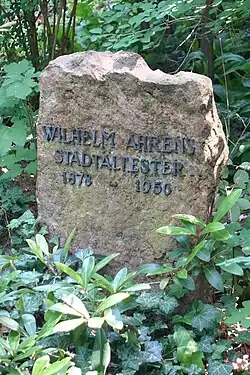 WILHELM AHRENS
STADTÄLTESTER
1878 – 1956